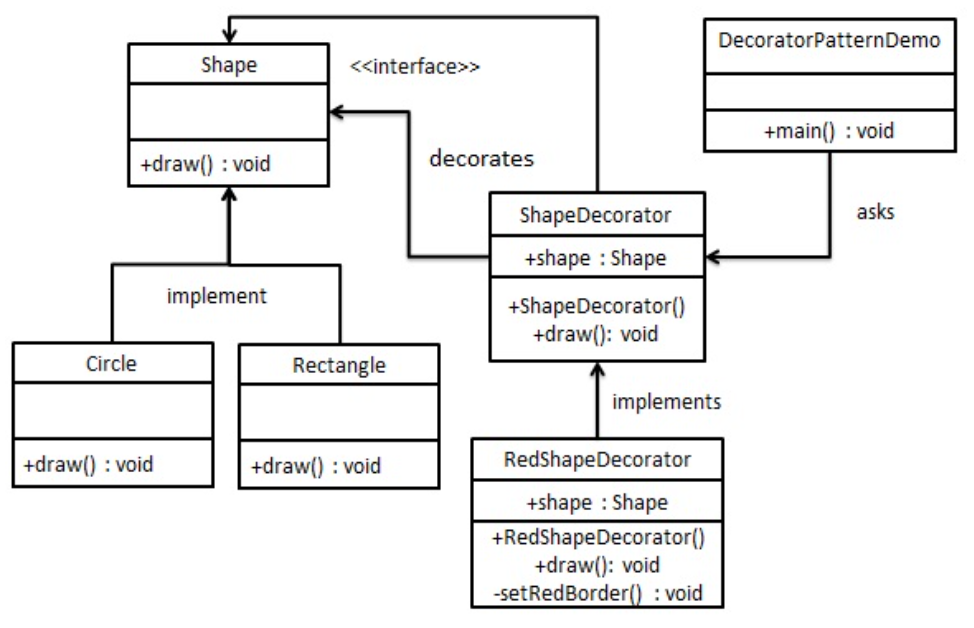 Shape
<<interface>>
+draw() : void
decorates
DecoratorPatternDemo
+main() : void
asks
ShapeDecorator
+shape : Shape
+ShapeDecorator()
+draw(): void
implement
Circle
+draw() : void
Rectangle
+draw() : void
implements
RedShapeDecorator
+shape : Shape
+RedShapeDecorator()
+draw(): void
-setRedBorder() : void